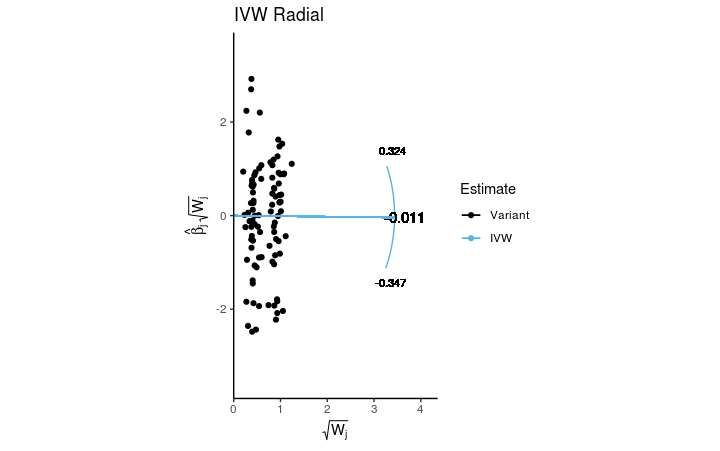 IVW Radial
2
0
-2
β̂ⱼ√Wⱼ
0.324
-0.011
-0.347
0
1
2
3
4
√Wⱼ
Estimate
Variant
IVW